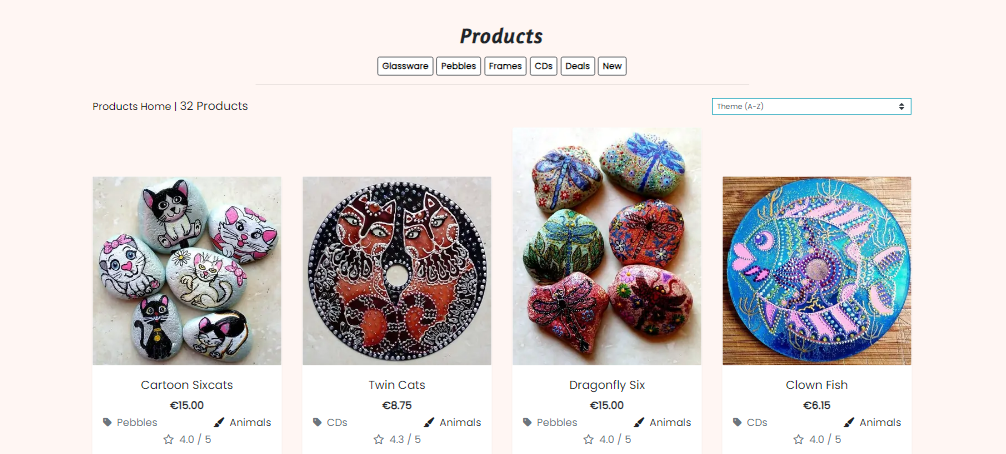 Products
Glassware Pebbles Frames CDs Deals New
Products Home | 32 Products
Theme (A-Z)
Cartoon Sixcats
€15.00
Pebbles Animals
4.0 / 5
Twin Cats
€8.75
CDs Animals
4.3 / 5
Dragonfly Six
€15.00
Pebbles Animals
4.0 / 5
Clown Fish
€6.15
CDs Animals
4.0 / 5